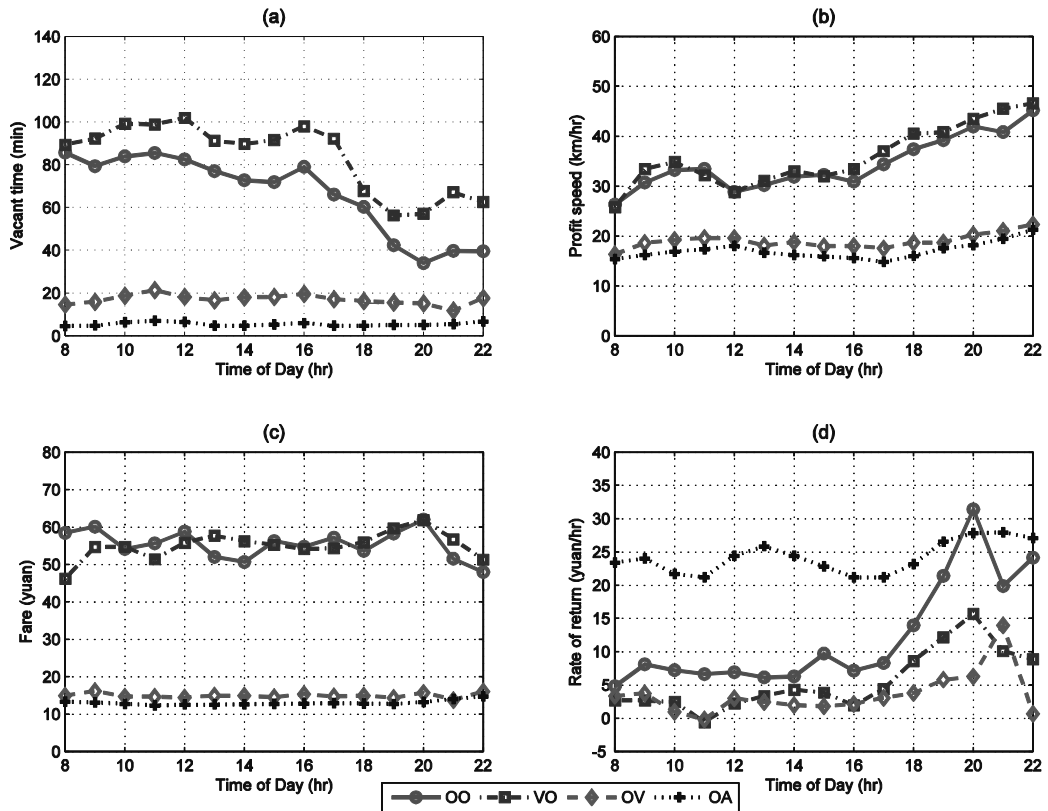 (a)
140
120
100
80
60
40
20
0
Vacant time (min)
8 10 12 14 16 18 20 22
Time of Day (hr)
(b)
60
50
40
30
20
10
0
Profit speed (km/hr)
8 10 12 14 16 18 20 22
Time of Day (hr)
(c)
80
70
60
50
40
30
20
10
0
Fare (yuan)
8 10 12 14 16 18 20 22
Time of Day (hr)
(d)
40
35
30
25
20
15
10
5
0
-5
Rate of return (yuan/hr)
8 10 12 14 16 18 20 22
Time of Day (hr)
OO VO OV OA